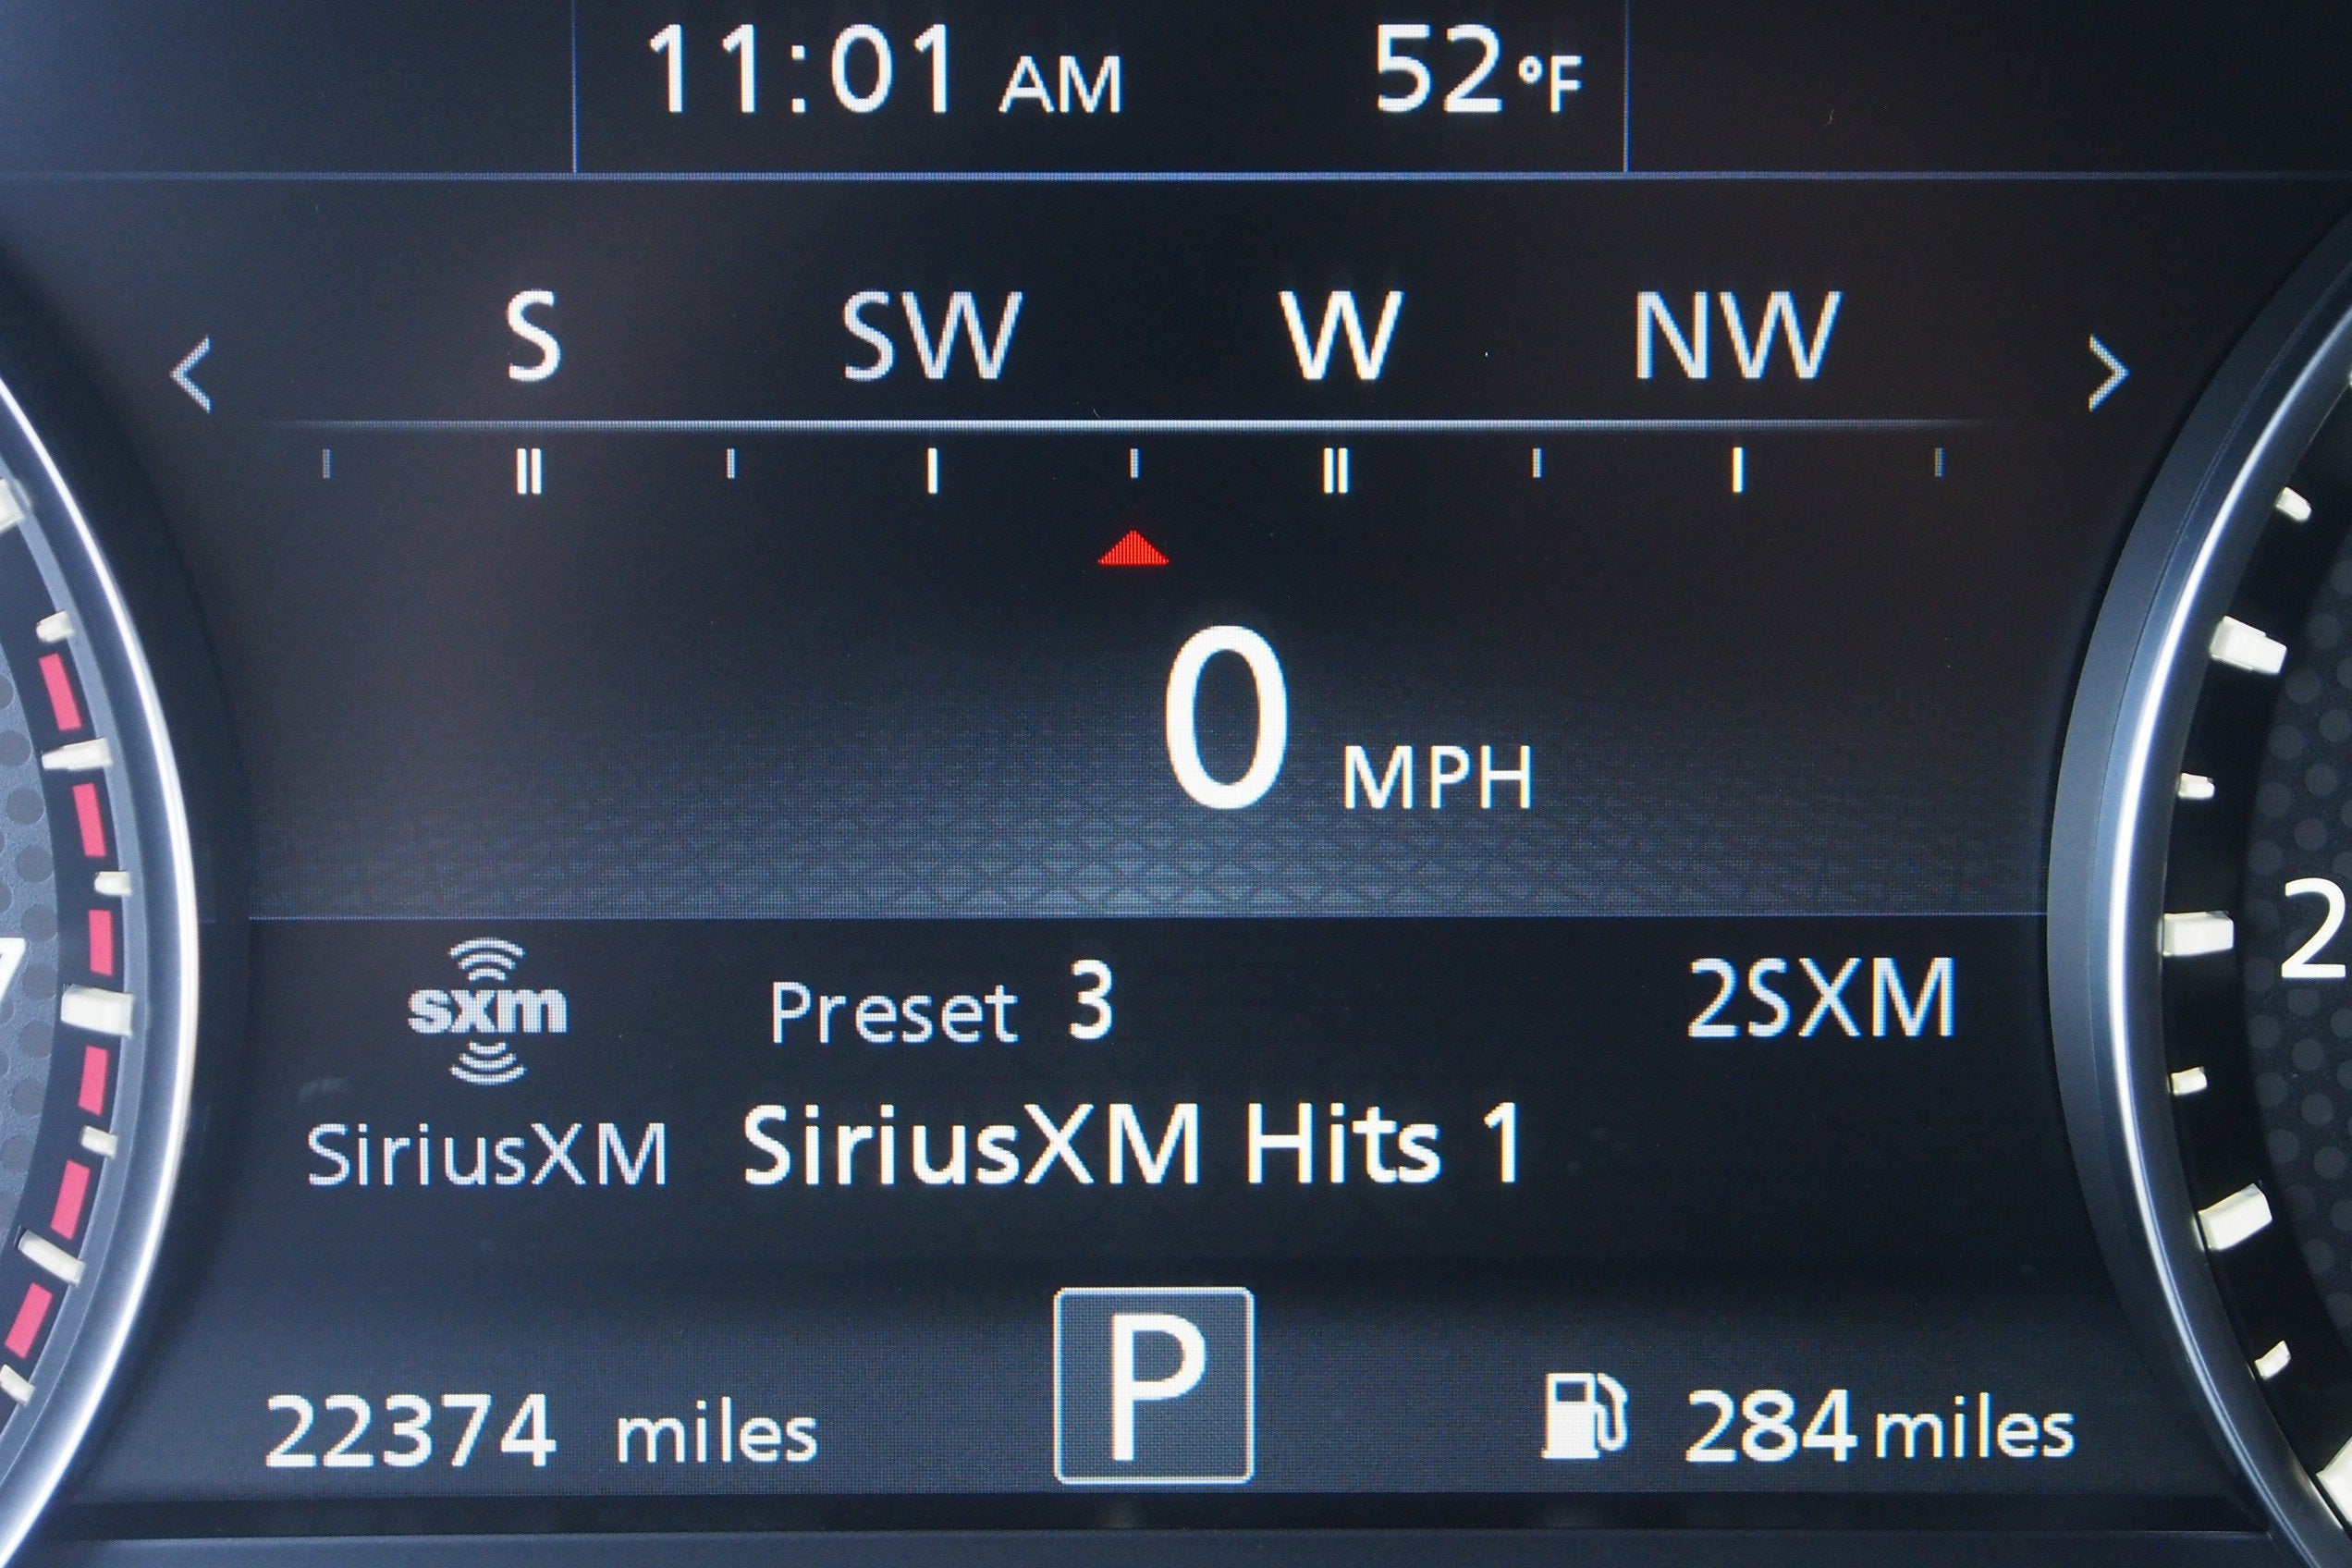 11:01 AM 52°F
S SW W NW
0 MPH
sxm Preset 3 2SXM
SiriusXM SiriusXM Hits 1
P
22374 miles 284 miles
2